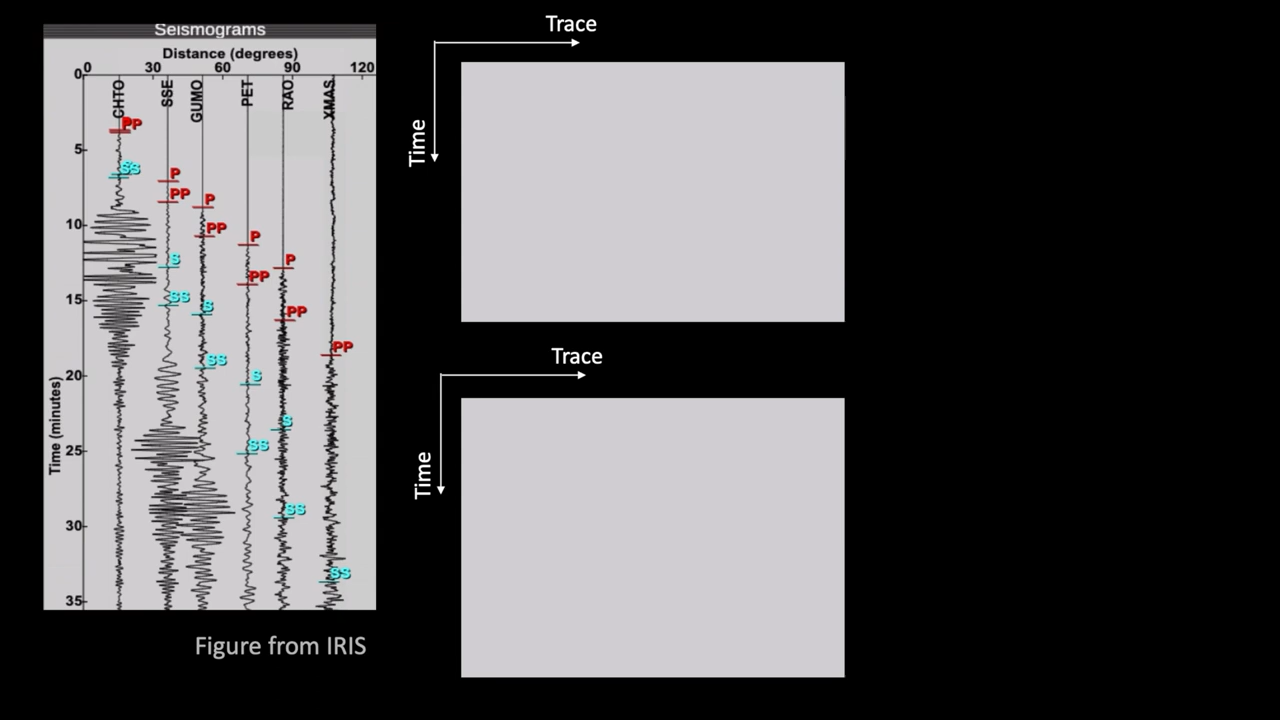 Seismograms
Distance (degrees)
0 30 60 90 120
CHTO SSE GUMO PET RAO XMAS
Time (minutes)
0
5
10
15
20
25
30
35
PP
SS
P
PP
S
SS
P
PP
S
SS
P
PP
S
SS
P
PP
S
SS
PP
SS
Figure from IRIS
Trace
Time
Trace
Time